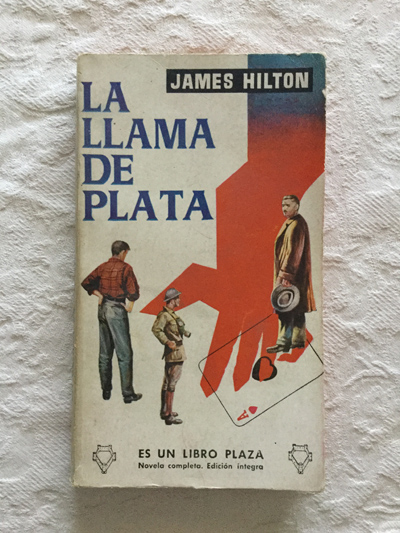 JAMES HILTON
LA
LLAMA
DE
PLATA
A
ES UN LIBRO PLAZA
Novela completa. Edición íntegra